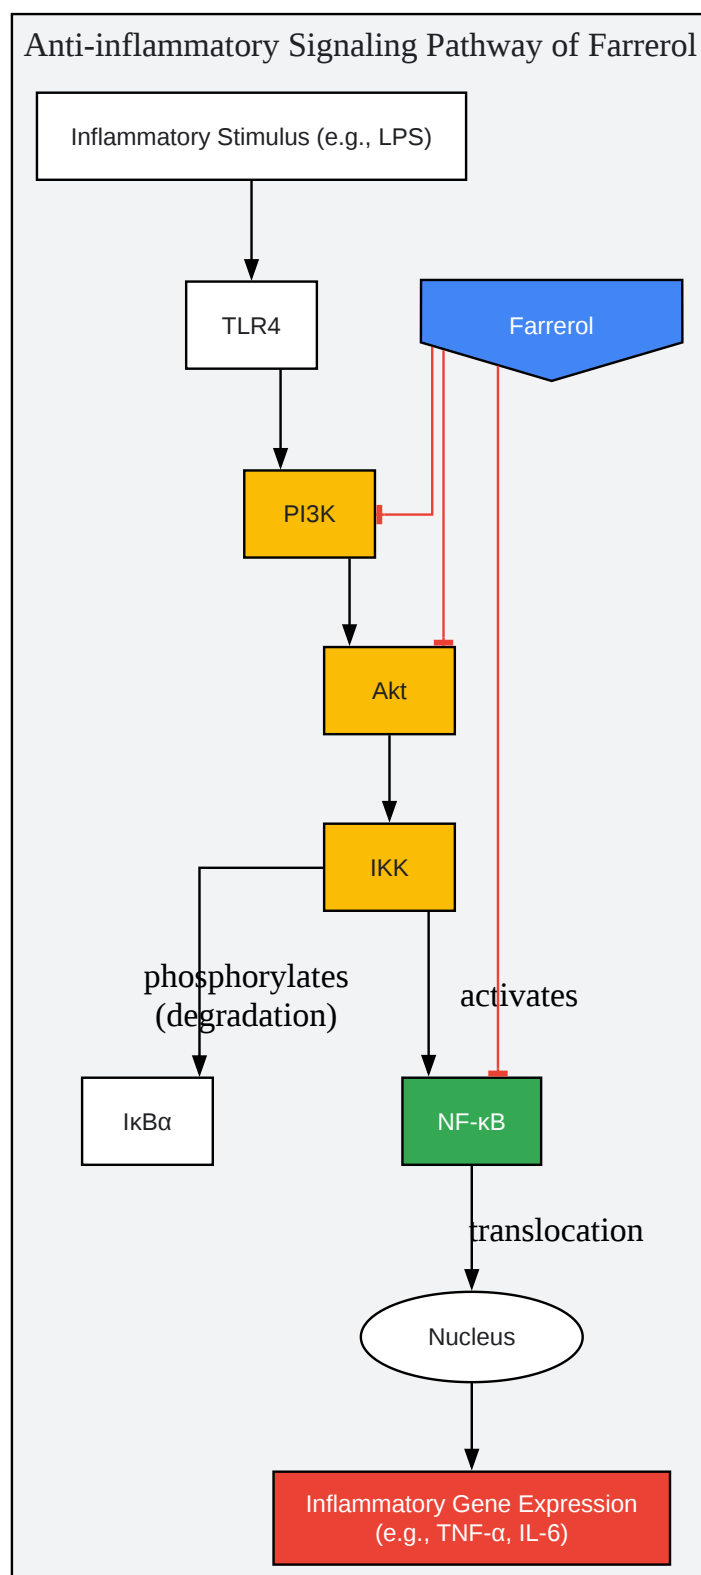 Anti-inflammatory Signaling Pathway of Farrerol
Inflammatory Stimulus (e.g., LPS)
TLR4
Farrerol
PI3K
Akt
IKK
phosphorylates
(degradation)
activates
IκBα
NF-κB
translocation
Nucleus
Inflammatory Gene Expression
(e.g., TNF-α, IL-6)